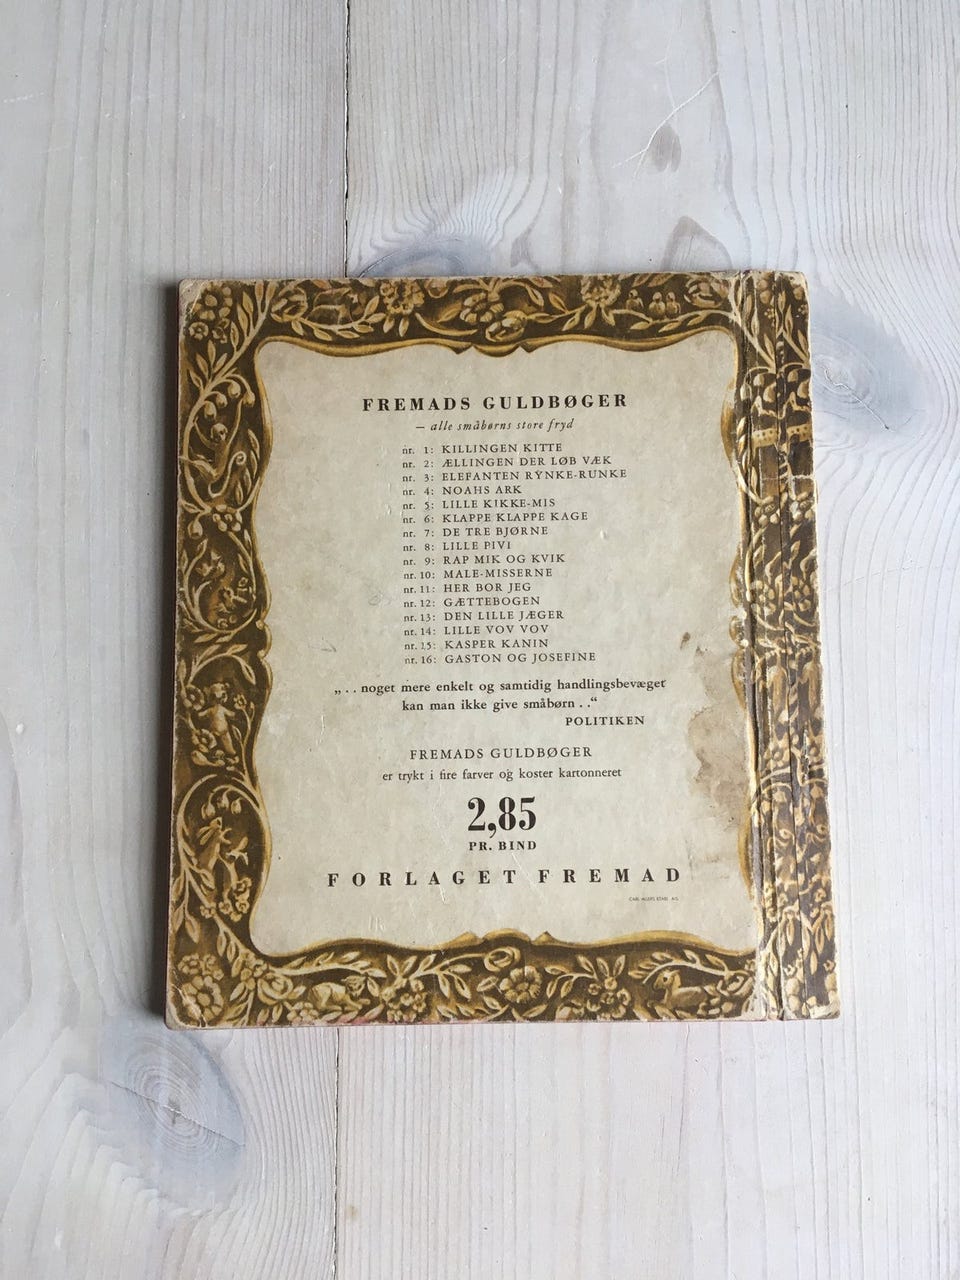 FREMADS GULDBØGER
– alle småbørns store fryd
nr. 1: KILLINGEN KITTE
nr. 2: ÆLLINGEN DER LØB VÆK
nr. 3: ELEFANTEN RYNKE-RUNKE
nr. 4: NOAHS ARK
nr. 5: LILLE KIKKE-MIS
nr. 6: KLAPPE KLAPPE KAGE
nr. 7: DE TRE BJØRNE
nr. 8: LILLE PIVI
nr. 9: RAP MIK OG KVIK
nr. 10: MALE-MISSERNE
nr. 11: HER BOR JEG
nr. 12: GÆTTEBOGEN
nr. 13: DEN LILLE JÆGER
nr. 14: LILLE VOV VOV
nr. 15: KASPER KANIN
nr. 16: GASTON OG JOSEFINE
„. . noget mere enkelt og samtidig handlingsbevæget
kan man ikke give småbørn . .“
POLITIKEN
FREMADS GULDBØGER
er trykt i fire farver og koster kartonneret
2,85
PR. BIND
FORLAGET FREMAD
CARL ALLERS ETABL. A/S